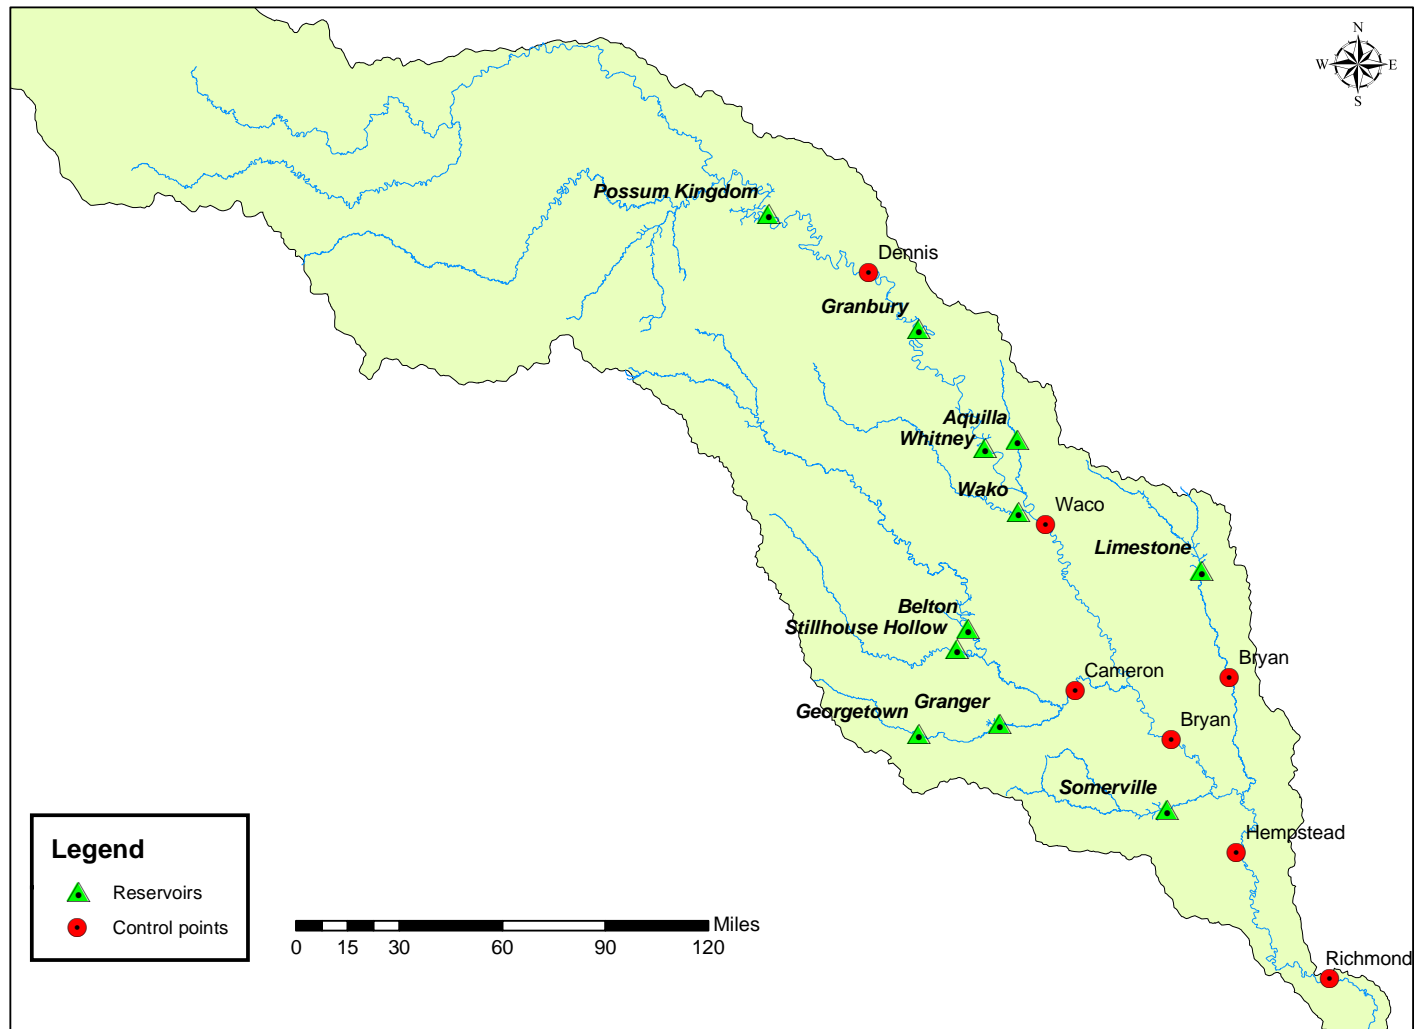 N
W E
S
Possum Kingdom
Dennis
Granbury
Aquilla
Whitney
Wako
Waco
Limestone
Belton
Stillhouse Hollow
Bryan
Cameron
Granger
Georgetown
Bryan
Somerville
Hempstead
Legend
Reservoirs
Control points
Miles
0 15 30 60 90 120
Richmond